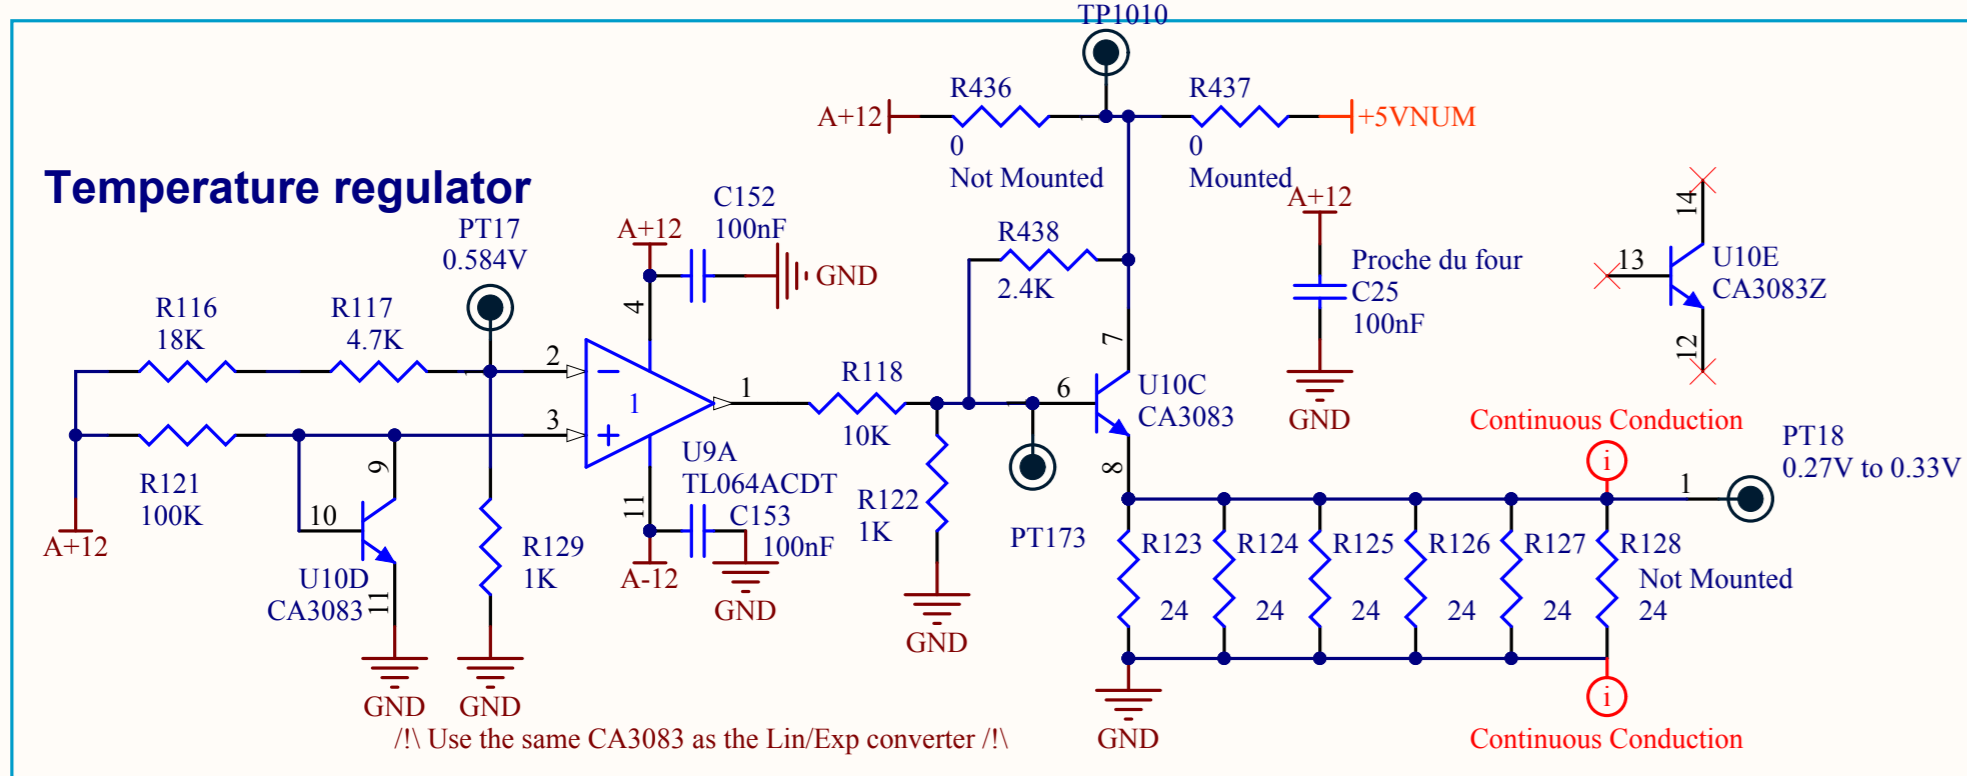 TP1010
R436
R437
A+12
+5VNUM
0
0
Not Mounted
Mounted
Temperature regulator
PT17
0.584V
C152
100nF
A+12
GND
4
R438
2.4K
A+12
Proche du four
C25
100nF
GND
14
13
U10E
CA3083Z
12
R116
18K
R117
4.7K
2
1
3
1
R118
10K
6
7
U10C
CA3083
8
R121
100K
A+12
9
10
U10D
CA3083
11
GND
R129
1K
GND
U9A
TL064ACDT
11
C153
100nF
A-12
GND
R122
1K
GND
PT173
Continuous Conduction
i
PT18
0.27V to 0.33V
1
R123
24
R124
24
R125
24
R126
24
R127
24
R128
Not Mounted
24
GND
i
Continuous Conduction
/!\ Use the same CA3083 as the Lin/Exp converter /!\